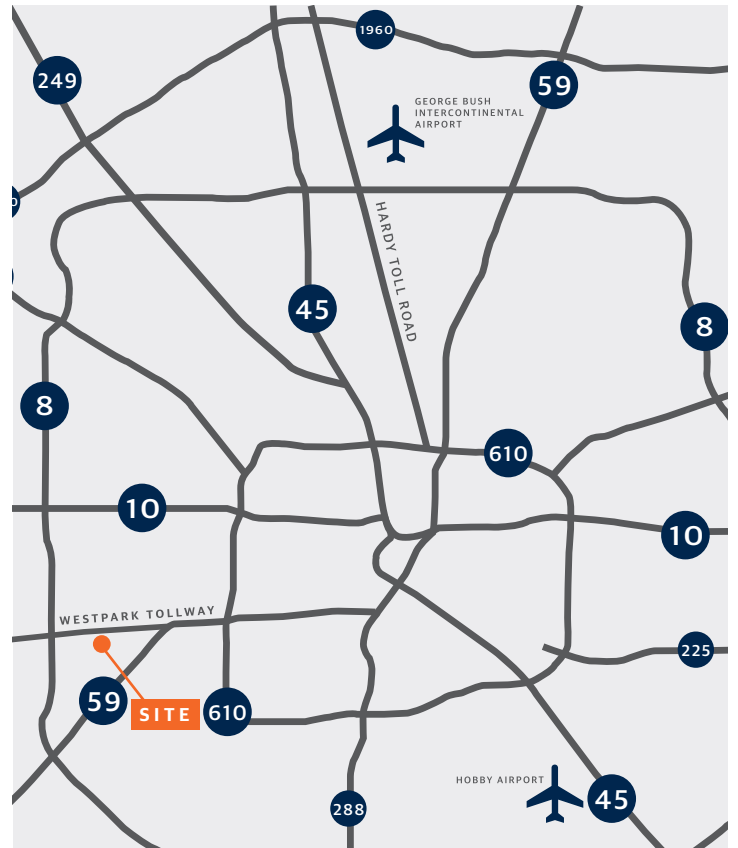 1960
249
59
GEORGE BUSH
INTERCONTINENTAL
AIRPORT
HARDY TOLL ROAD
45
8
8
610
10
10
WESTPARK TOLLWAY
225
59
SITE
610
HOBBY AIRPORT
45
288